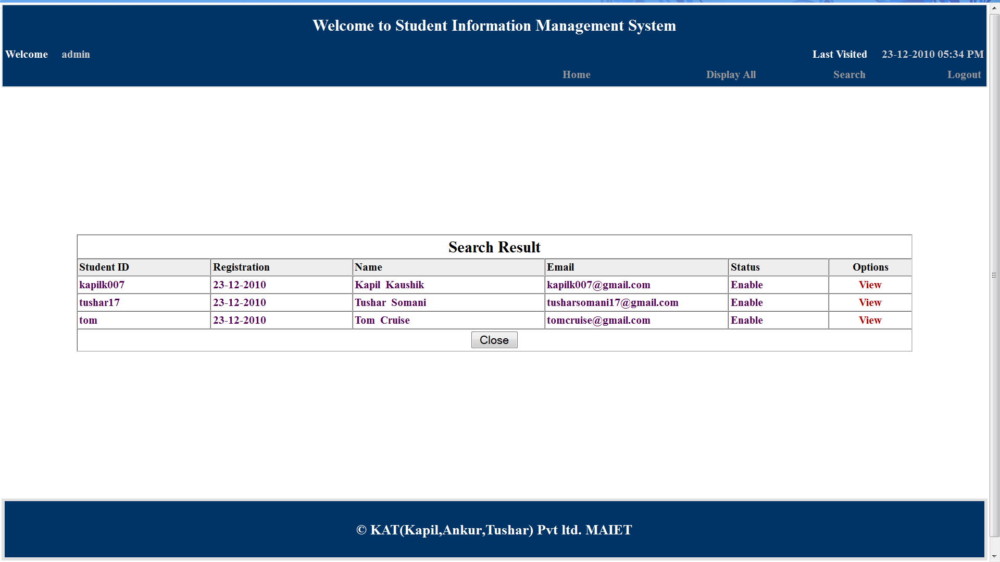 Welcome to Student Information Management System
Welcome admin Last Visited 23-12-2010 05:34 PM
Home Display All Search Logout
Search Result
Student ID Registration Name Email Status Options
kapilk007 23-12-2010 Kapil Kaushik kapilk007@gmail.com Enable View
tushar17 23-12-2010 Tushar Somani tusharsomani17@gmail.com Enable View
tom 23-12-2010 Tom Cruise tomcruise@gmail.com Enable View
Close
© KAT(Kapil,Ankur,Tushar) Pvt ltd. MAIET